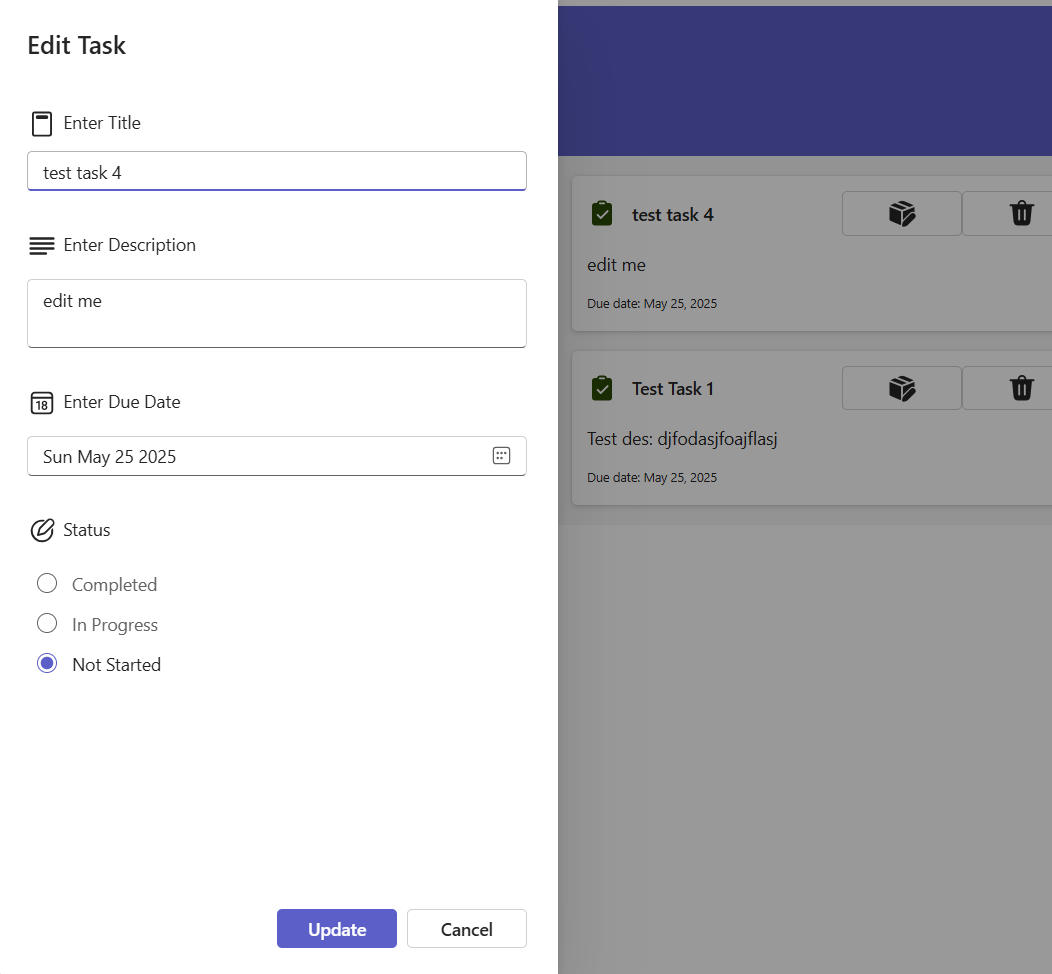 Edit Task
Enter Title
test task 4
Enter Description
edit me
Enter Due Date
18
Sun May 25 2025
Status
Completed
In Progress
Not Started
Update
Cancel
test task 4
edit me
Due date: May 25, 2025
Test Task 1
Test des: djfodasjfoajflasj
Due date: May 25, 2025